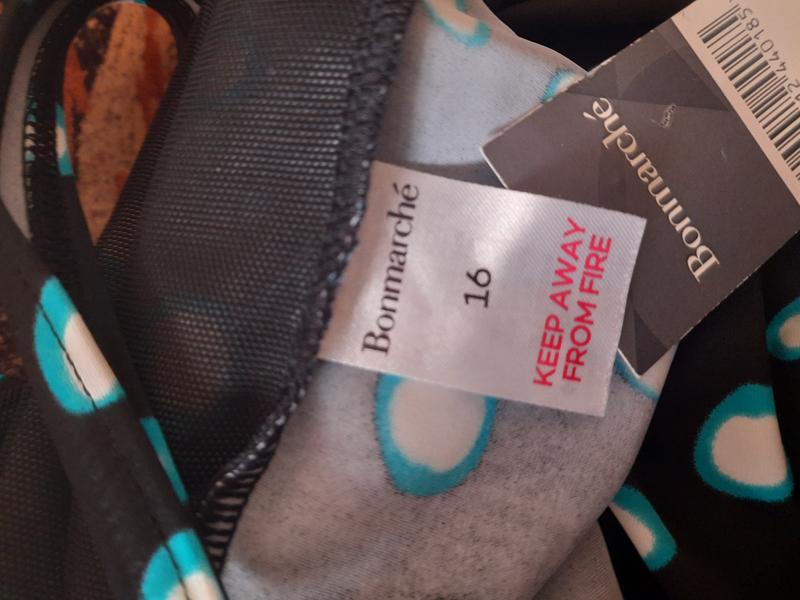 Bonmarché
16
KEEP AWAY
FROM FIRE
Bonmarché